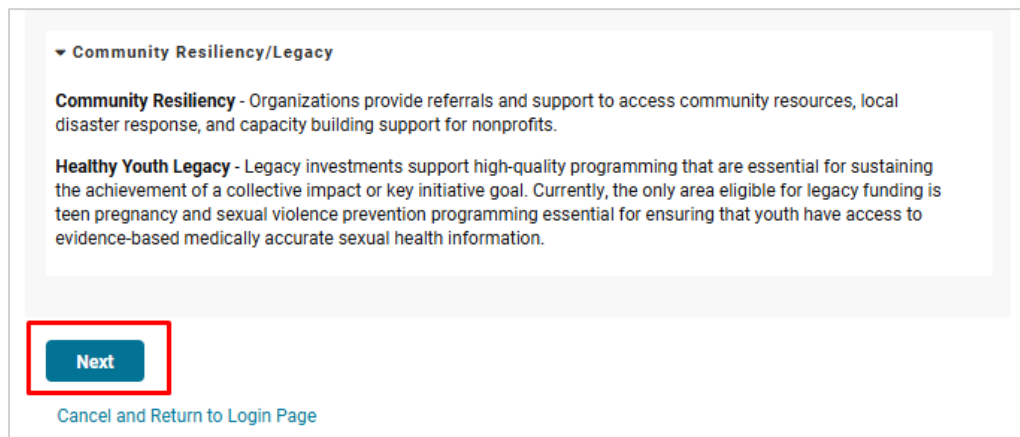 Community Resiliency/Legacy
Community Resiliency - Organizations provide referrals and support to access community resources, local
disaster response, and capacity building support for nonprofits.
Healthy Youth Legacy - Legacy investments support high-quality programming that are essential for sustaining
the achievement of a collective impact or key initiative goal. Currently, the only area eligible for legacy funding is
teen pregnancy and sexual violence prevention programming essential for ensuring that youth have access to
evidence-based medically accurate sexual health information.
Next
Cancel and Return to Login Page